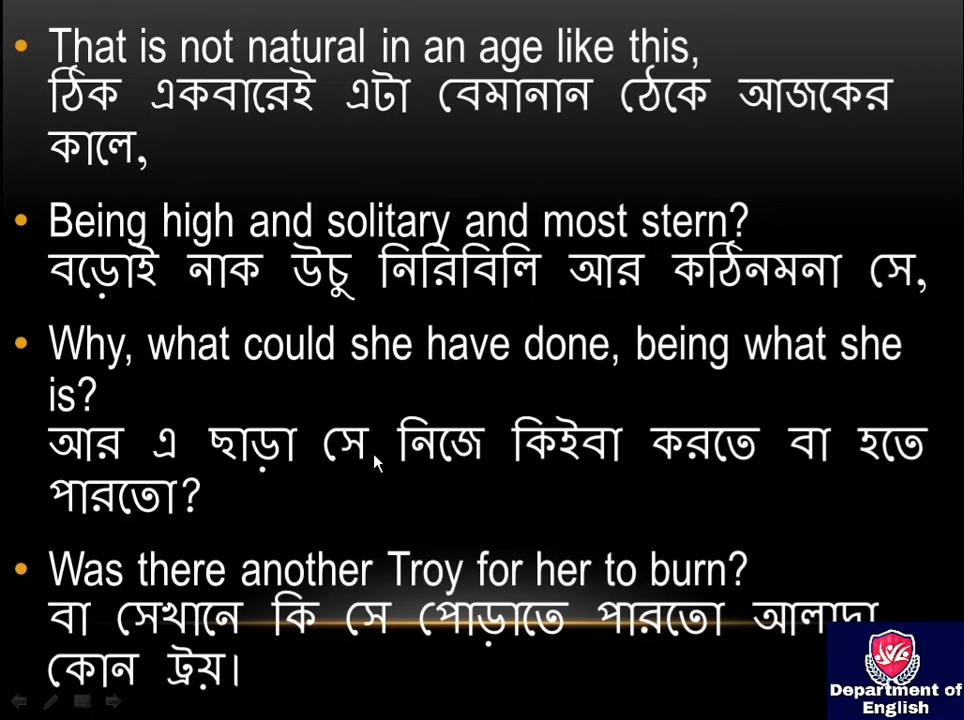 • That is not natural in an age like this,
ঠিক একবারেই এটা বেমানান ঠেকে আজকের
কালে,
• Being high and solitary and most stern?
বড়োই নাক উচু নিরিবিলি আর কঠিনমনা সে,
• Why, what could she have done, being what she
is?
আর এ ছাড়া সে নিজে কিইবা করতে বা হতে
পারতো?
• Was there another Troy for her to burn?
বা সেখানে কি সে পোড়াতে পারতো আলাদা
কোন ট্রয়।
Department of
English